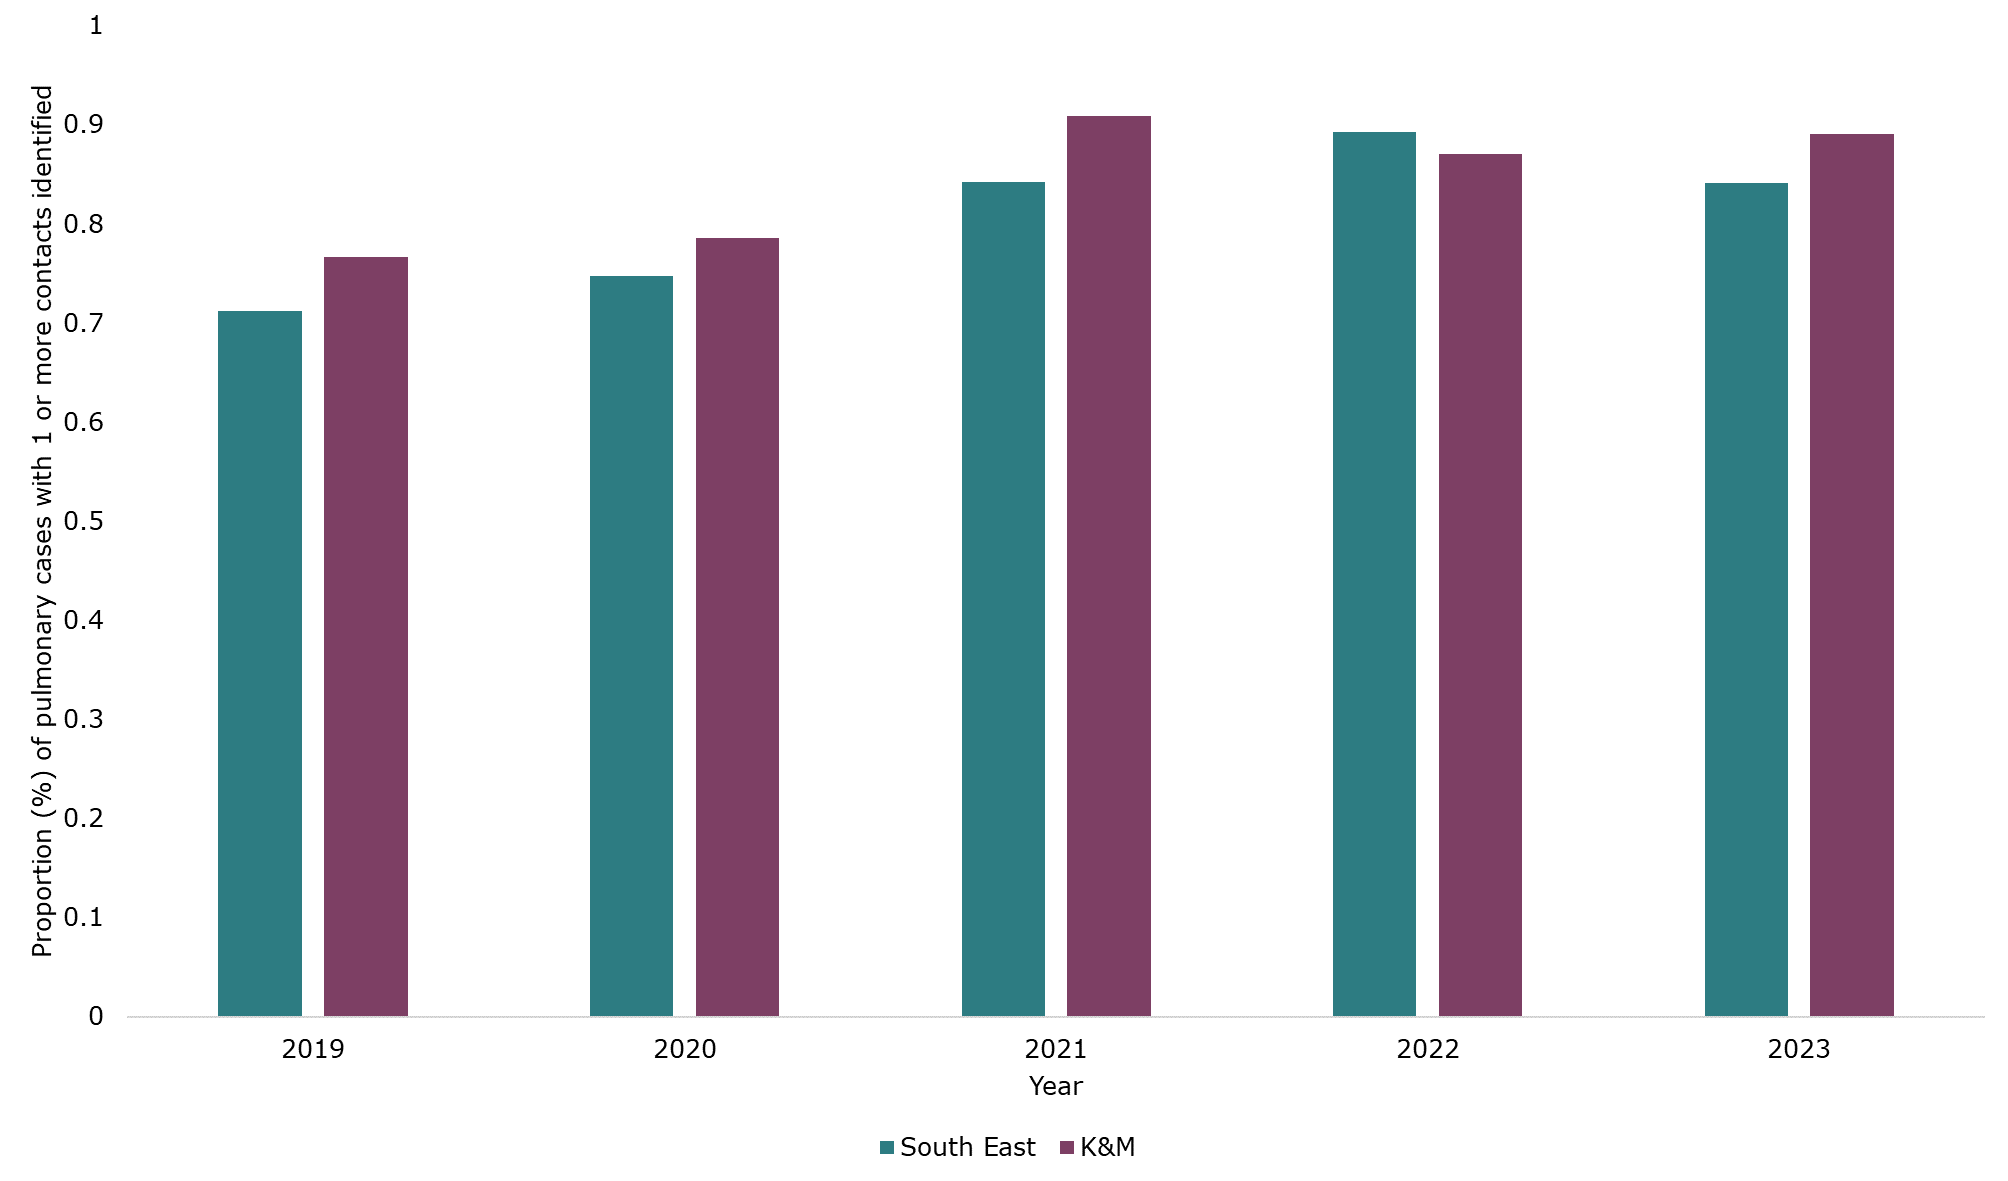 Proportion (%) of pulmonary cases with 1 or more contacts identified
1
0.9
0.8
0.7
0.6
0.5
0.4
0.3
0.2
0.1
0
2019 2020 2021 2022 2023
Year
South East K&M